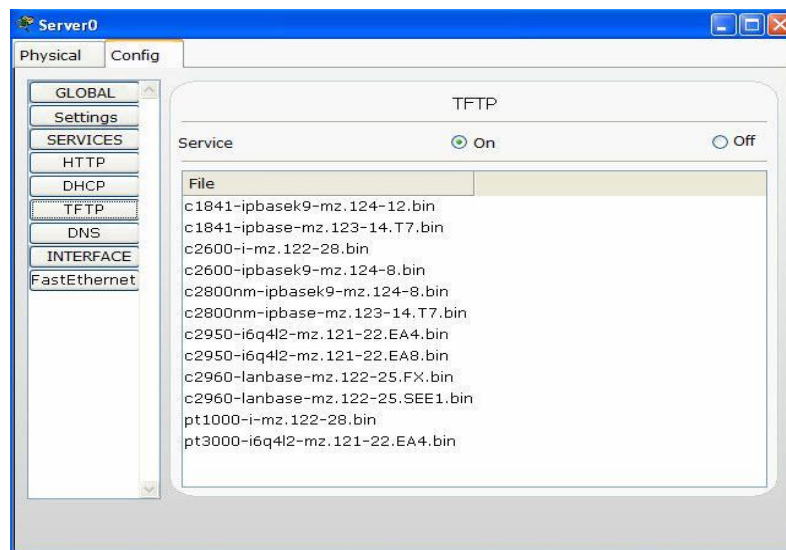 Server0
Physical Config
GLOBAL
Settings
SERVICES
HTTP
DHCP
TFTP
DNS
INTERFACE
FastEthernet
TFTP
Service On Off
File
c1841-ipbasek9-mz.124-12.bin
c1841-ipbase-mz.123-14.T7.bin
c2600-i-mz.122-28.bin
c2600-ipbasek9-mz.124-8.bin
c2800nm-ipbasek9-mz.124-8.bin
c2800nm-ipbase-mz.123-14.T7.bin
c2950-i6q4l2-mz.121-22.EA4.bin
c2950-i6q4l2-mz.121-22.EA8.bin
c2960-lanbase-mz.122-25.FX.bin
c2960-lanbase-mz.122-25.SEE1.bin
pt1000-i-mz.122-28.bin
pt3000-i6q4l2-mz.121-22.EA4.bin